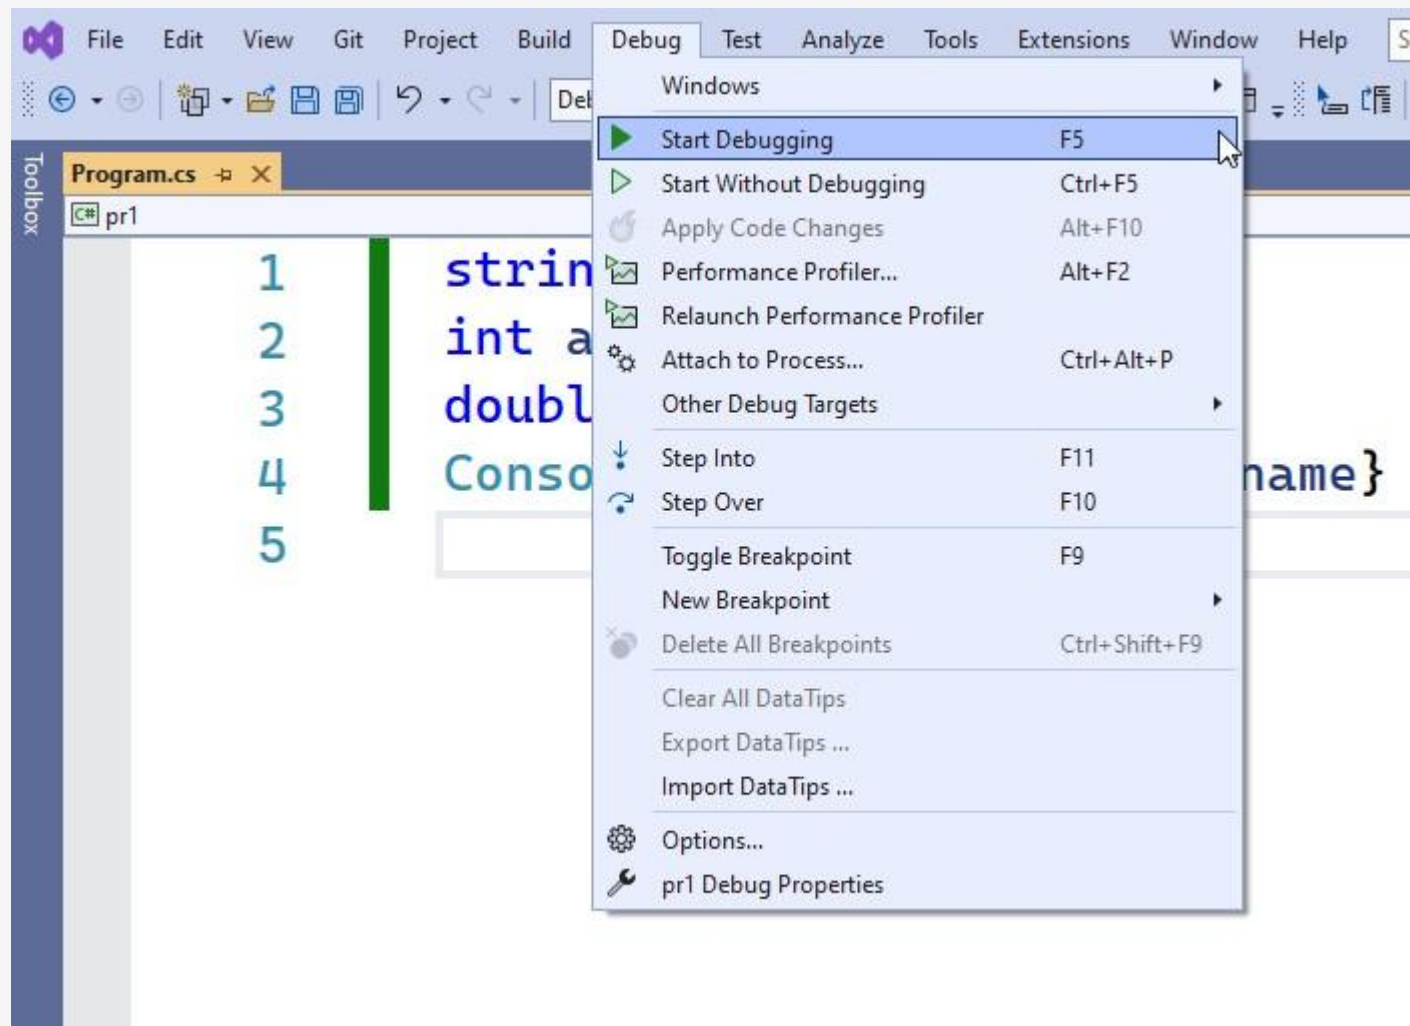 File Edit View Git Project Build Debug Test Analyze Tools Extensions Window Help S
Deb
Toolbox
Program.cs
C# pr1
1 strin
2 int a
3 doubl
4 Conso name}
5
Windows
Start Debugging F5
Start Without Debugging Ctrl+F5
Apply Code Changes Alt+F10
Performance Profiler... Alt+F2
Relaunch Performance Profiler
Attach to Process... Ctrl+Alt+P
Other Debug Targets
Step Into F11
Step Over F10
Toggle Breakpoint F9
New Breakpoint
Delete All Breakpoints Ctrl+Shift+F9
Clear All DataTips
Export DataTips ...
Import DataTips ...
Options...
pr1 Debug Properties